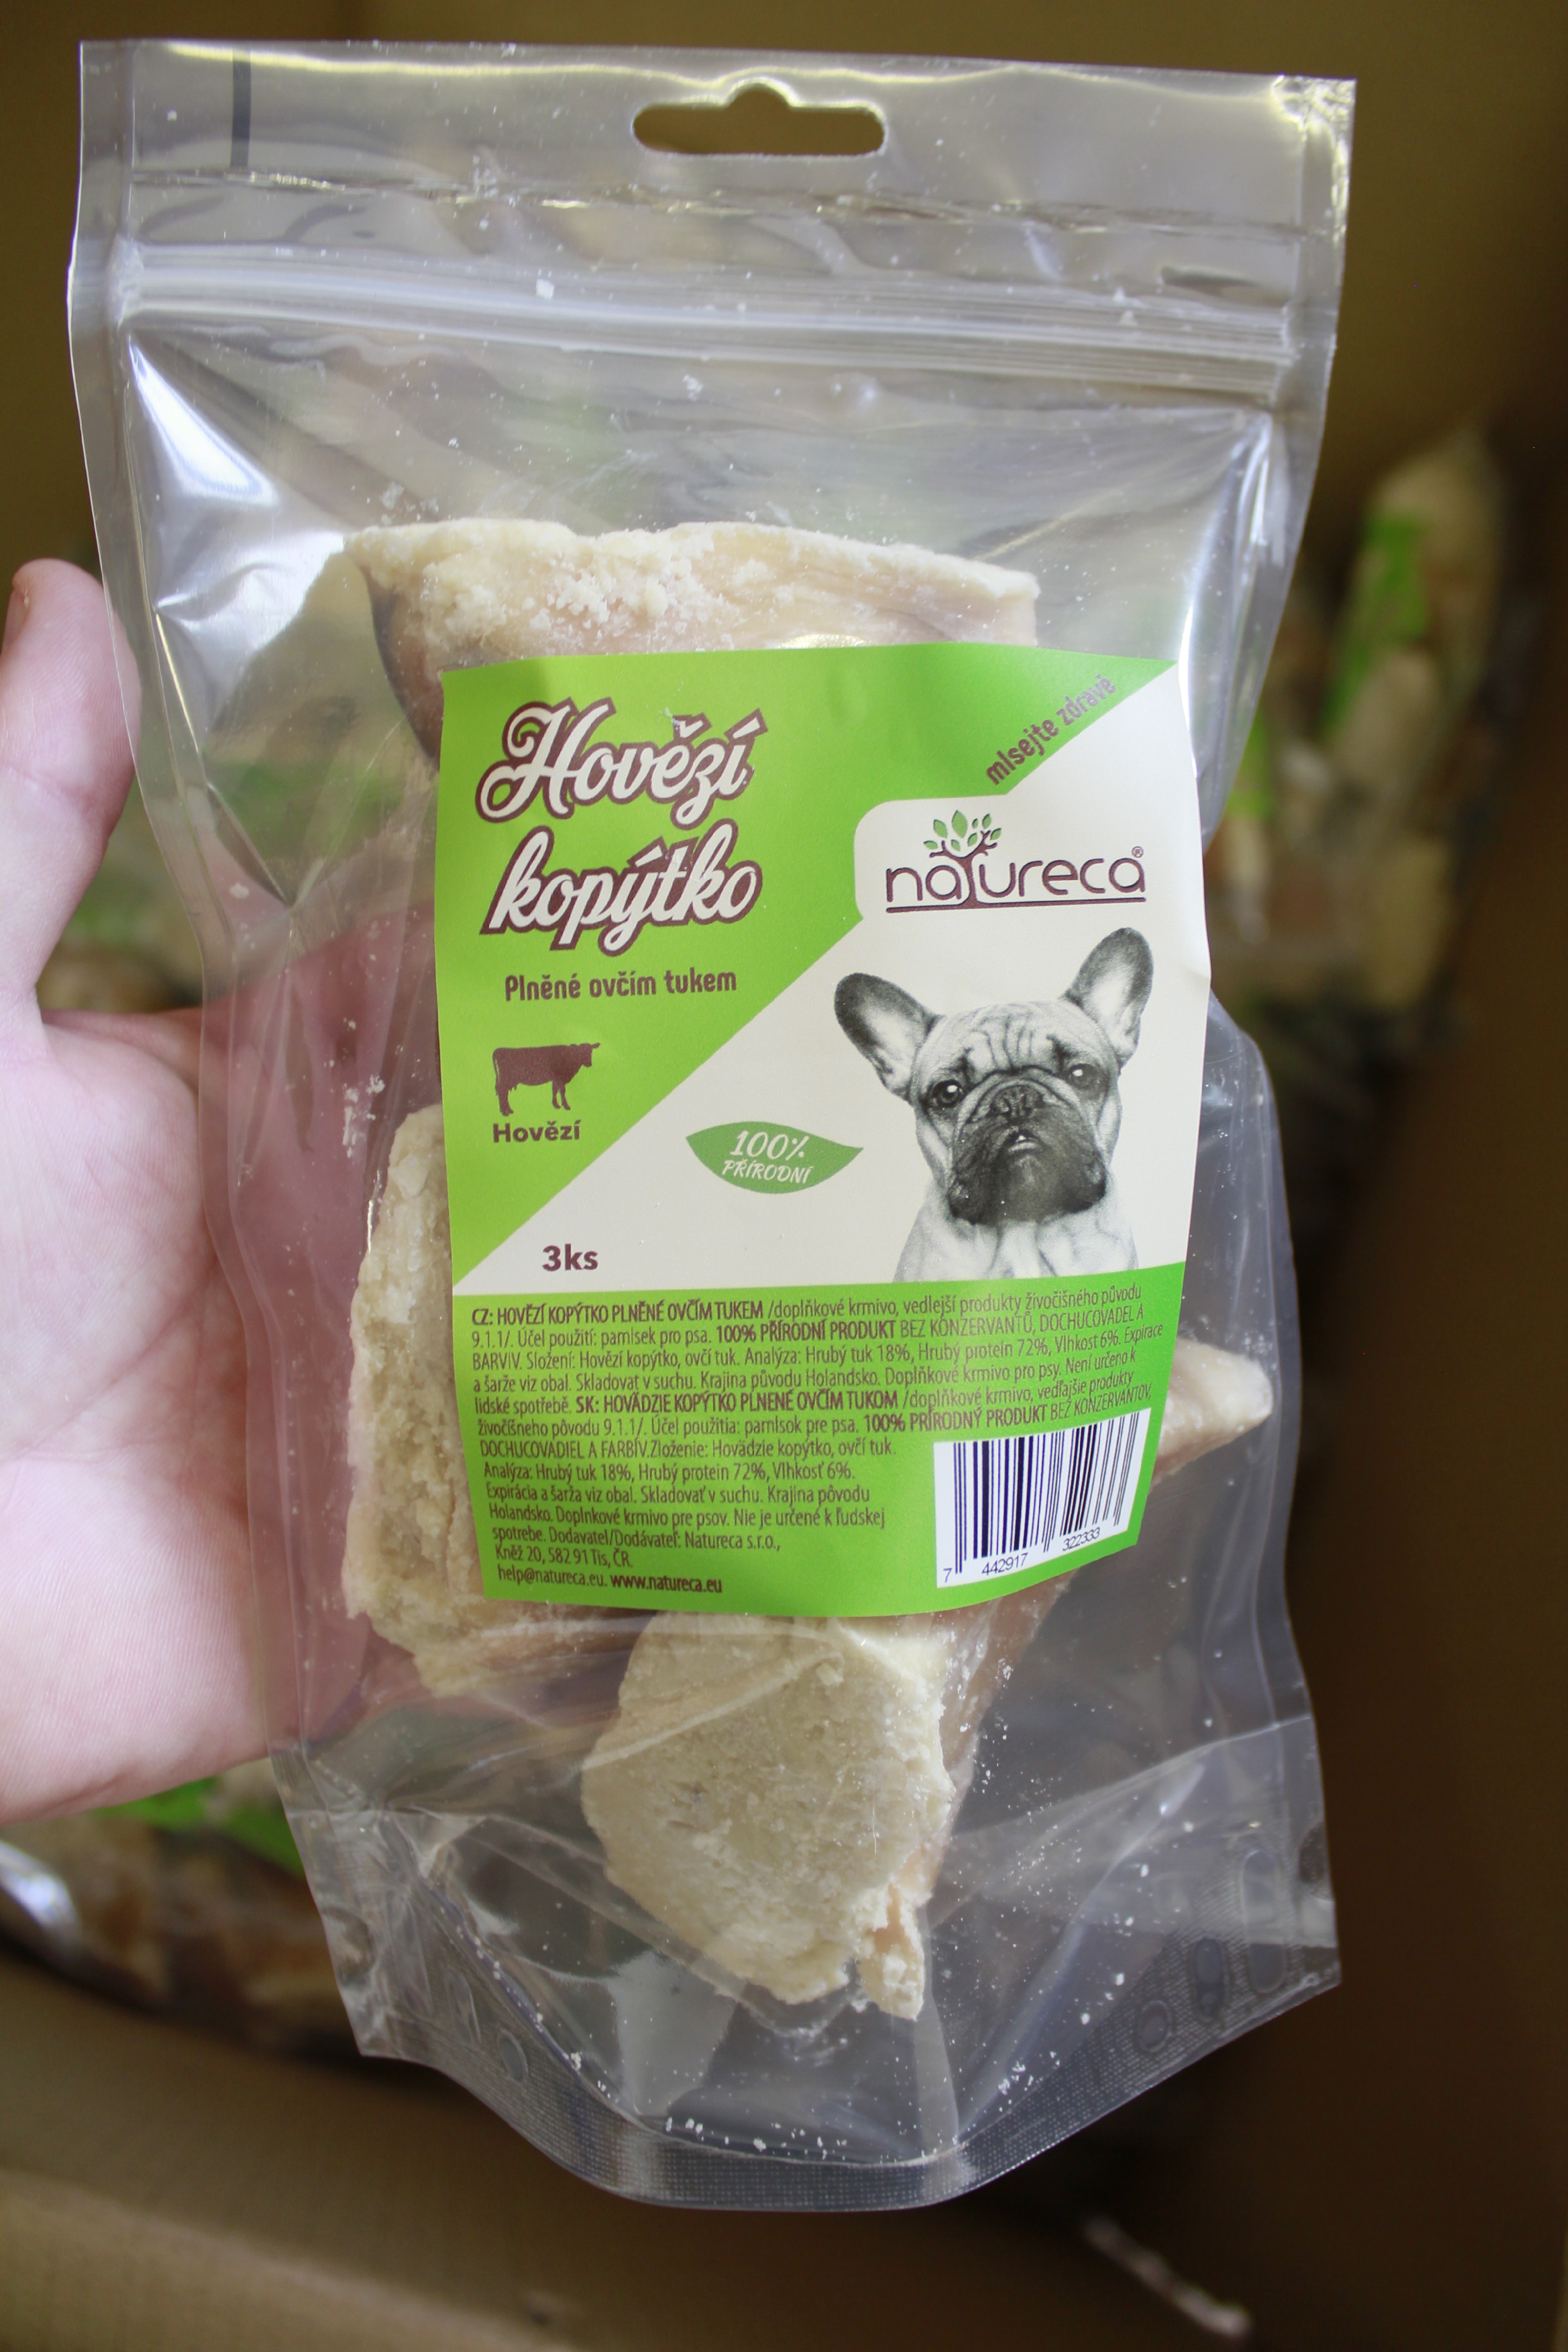 Hovězí
kopýtko
Plněné ovčím tukem
mlsejte zdravě
natureca®
Hovězí
100%
PŘÍRODNÍ
3ks
CZ: HOVĚZÍ KOPÝTKO PLNĚNÉ OVČÍM TUKEM /doplňkové krmivo, vedlejší produkty živočišného původu
9.1.1/. Účel použití: pamlsek pro psa. 100% PŘÍRODNÍ PRODUKT BEZ KONZERVANTŮ, DOCHUCOVADEL A
BARVIV. Složení: Hovězí kopýtko, ovčí tuk. Analýza: Hrubý tuk 18%, Hrubý protein 72%, Vlhkost 6%. Expirace
a šarže viz obal. Skladovat v suchu. Krajina původu Holandsko. Doplňkové krmivo pro psy. Není určeno k
lidské spotřebě. SK: HOVÄDZIE KOPÝTKO PLNENÉ OVČÍM TUKOM /doplňkové krmivo, vedľajšie produkty
živočíšneho pôvodu 9.1.1/. Účel použitia: pamlsok pre psa. 100% PRÍRODNÝ PRODUKT BEZ KONZERVANTOV,
DOCHUCOVADIEL A FARBÍV.Zloženie: Hovädzie kopýtko, ovčí tuk.
Analýza: Hrubý tuk 18%, Hrubý protein 72%, Vlhkosť 6%.
Expirácia a šarža viz obal. Skladovať v suchu. Krajina pôvodu
Holandsko. Doplnkové krmivo pre psov. Nie je určené k ľudskej
spotrebe. Dodavatel/Dodávateľ: Natureca s.r.o.,
Kněž 20, 582 91 Tis, ČR.
help@natureca.eu. www.natureca.eu
7 442917 322333